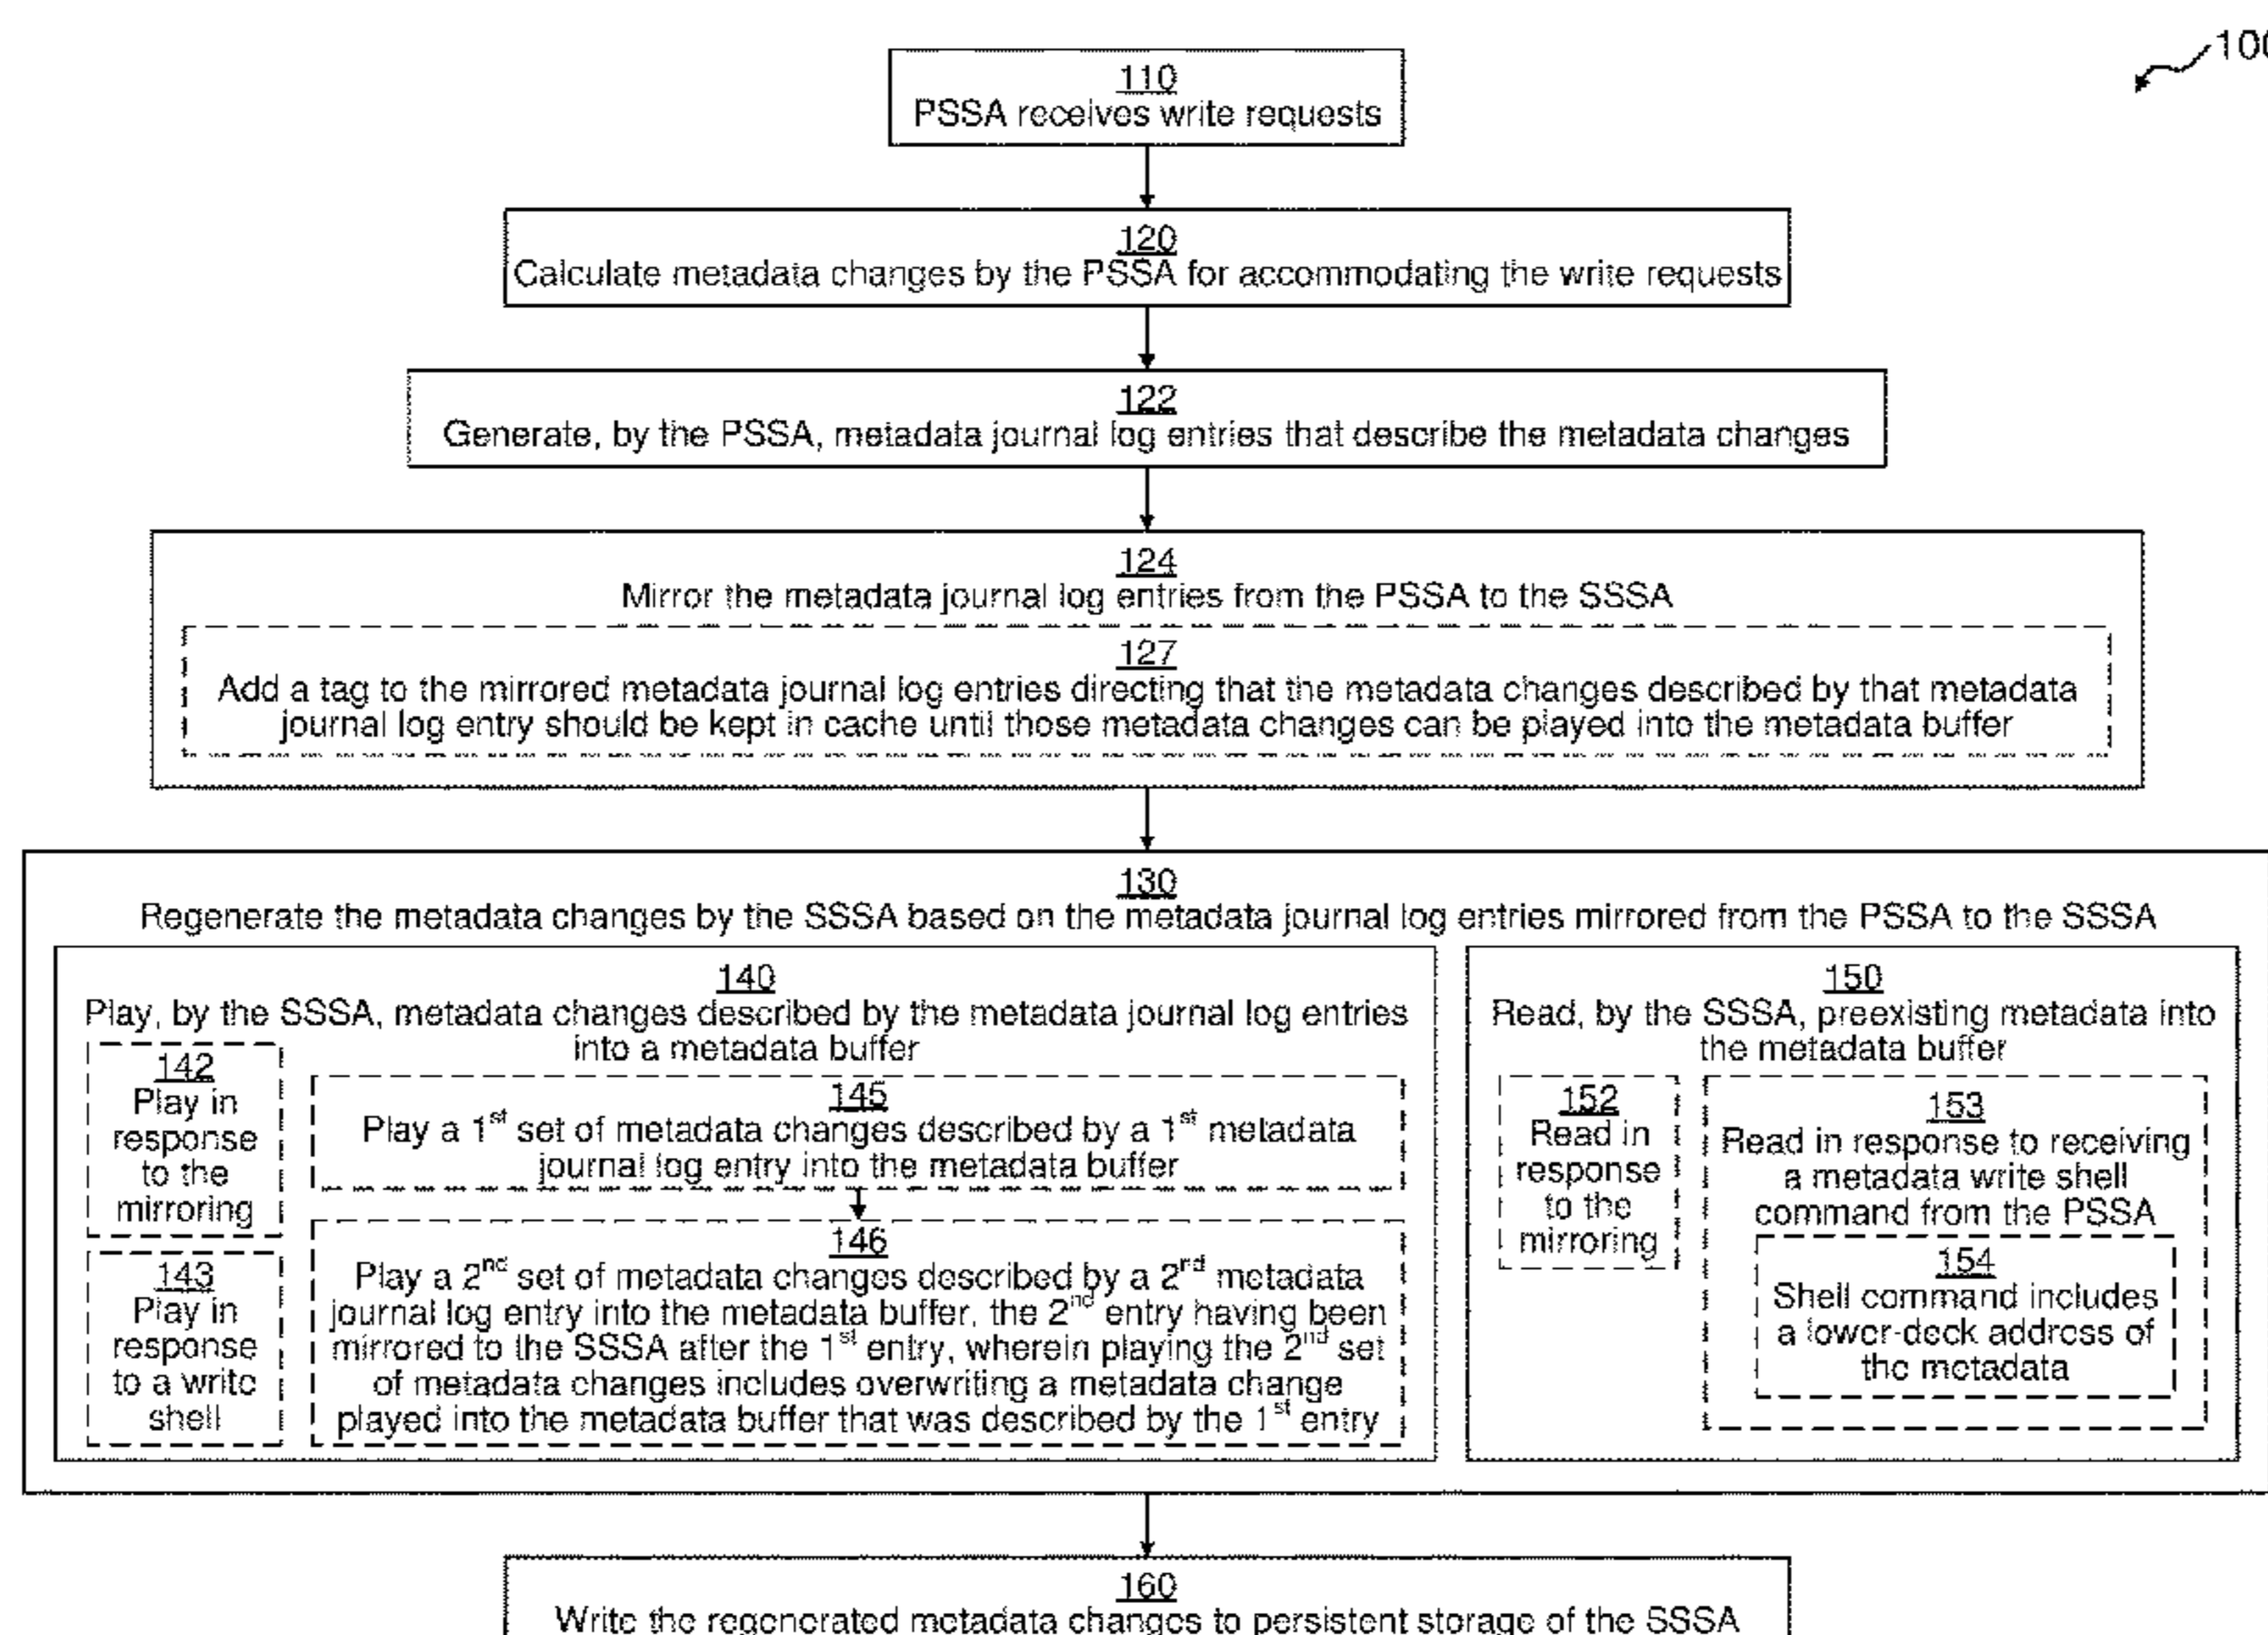 100
110
PSSA receives write requests
120
Calculate metadata changes by the PSSA for accommodating the write requests
122
Generate, by the PSSA, metadata journal log entries that describe the metadata changes
124
Mirror the metadata journal log entries from the PSSA to the SSSA
127
Add a tag to the mirrored metadata journal log entries directing that the metadata changes described by that metadata
journal log entry should be kept in cache until those metadata changes can be played into the metadata buffer
130
Regenerate the metadata changes by the SSSA based on the metadata journal log entries mirrored from the PSSA to the SSSA
140
Play, by the SSSA, metadata changes described by the metadata journal log entries
into a metadata buffer
142
Play in
response
to the
mirroring
143
Play in
response
to a write
shell
145
Play a 1st set of metadata changes described by a 1st metadata
journal log entry into the metadata buffer
146
Play a 2nd set of metadata changes described by a 2nd metadata
journal log entry into the metadata buffer, the 2nd entry having been
mirrored to the SSSA after the 1st entry, wherein playing the 2nd set
of metadata changes includes overwriting a metadata change
played into the metadata buffer that was described by the 1st entry
150
Read, by the SSSA, preexisting metadata into
the metadata buffer
152
Read in
response
to the
mirroring
153
Read in response to receiving
a metadata write shell
command from the PSSA
154
Shell command includes
a lower-deck address of
the metadata
160
Write the regenerated metadata changes to persistent storage of the SSSA